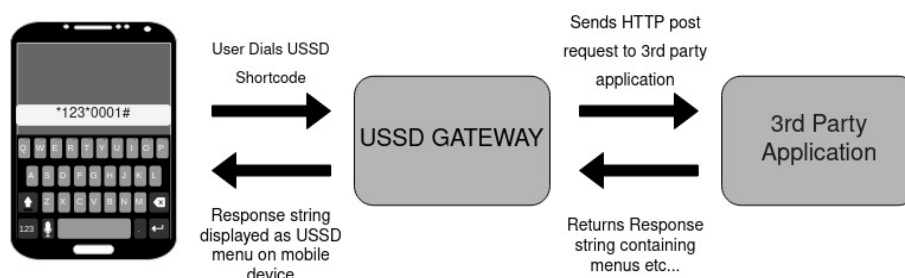 User Dials USSD
Shortcode
Sends HTTP post
request to 3rd party
application
*123*0001#
Q W E R T Y U I O P
A S D F G H J K L
Z X C V B N M
123 .
USSD GATEWAY
3rd Party
Application
Response string
displayed as USSD
menu on mobile
device
Returns Response
string containing
menus etc...